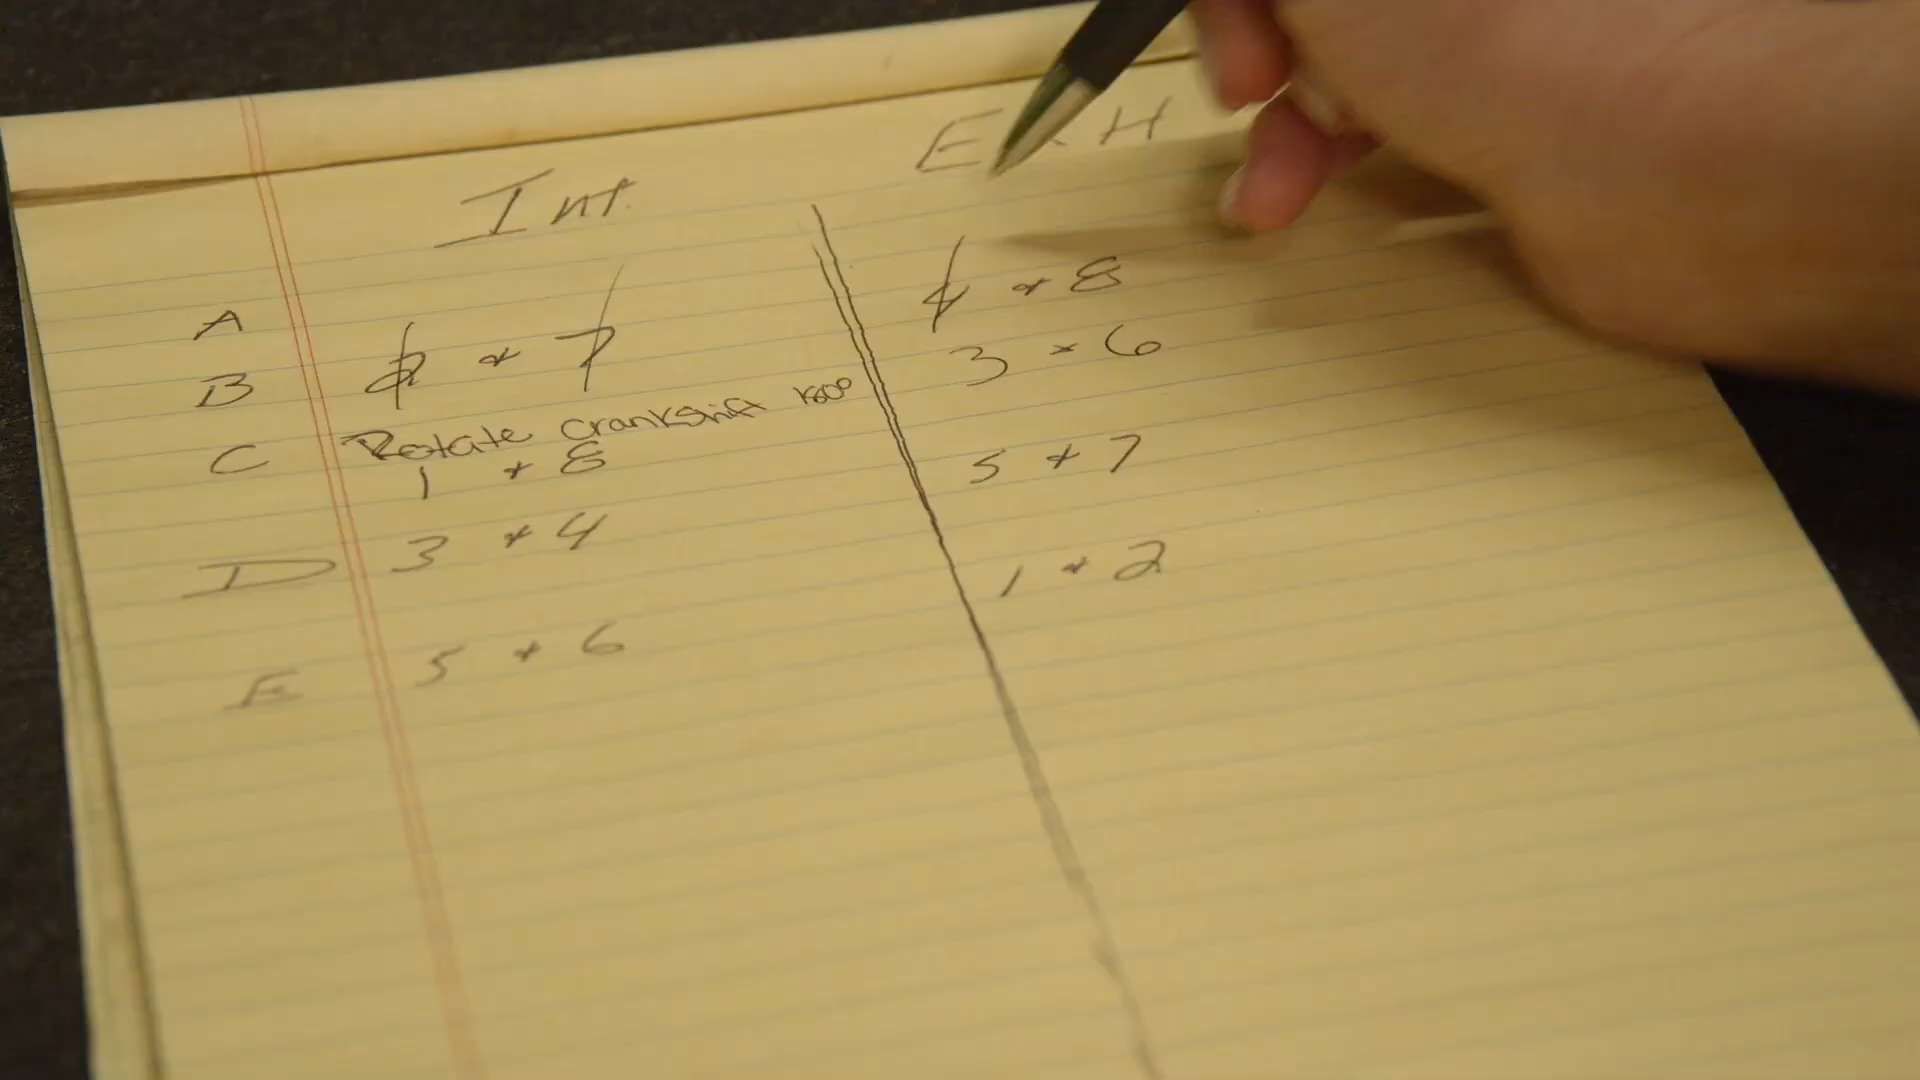 Int. EXH
A 4 & 8
B 2 & 7 3 & 6
Rotate crankshift 180°
C 1 & 8 5 & 7
D 3 & 4 1 & 2
E 5 & 6